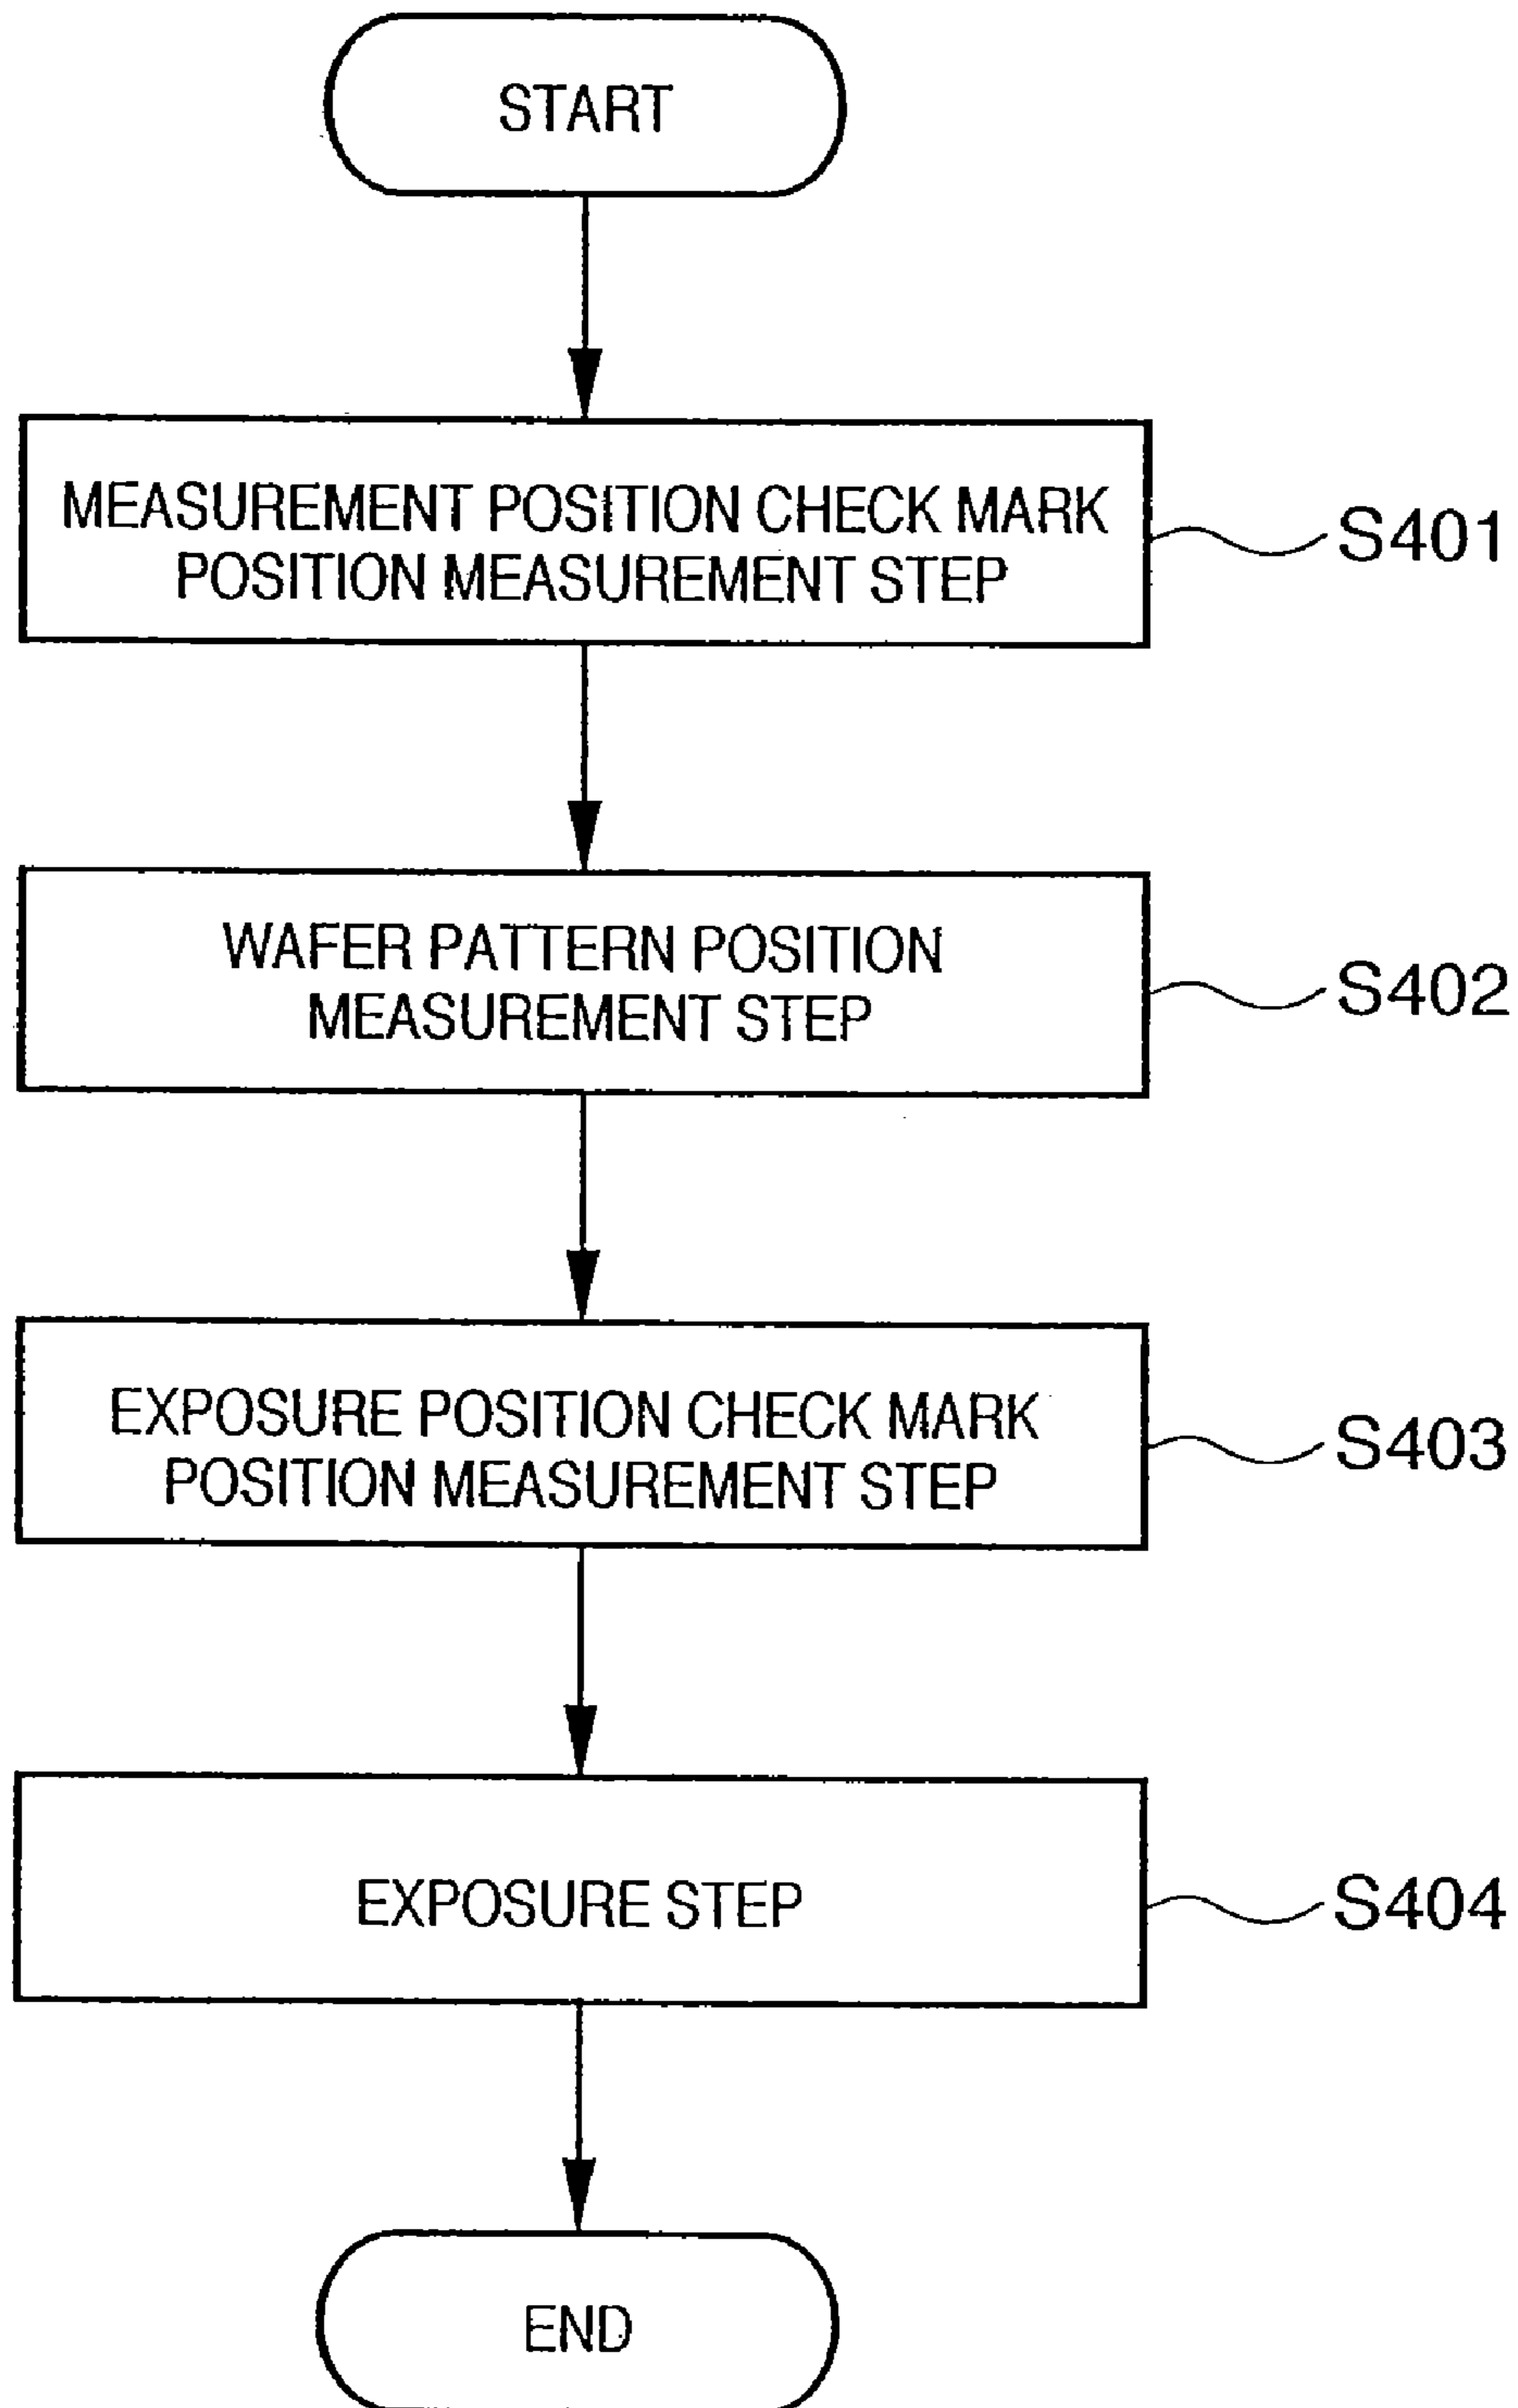 START
MEASUREMENT POSITION CHECK MARK
POSITION MEASUREMENT STEP
S401
WAFER PATTERN POSITION
MEASUREMENT STEP
S402
EXPOSURE POSITION CHECK MARK
POSITION MEASUREMENT STEP
S403
EXPOSURE STEP
S404
END